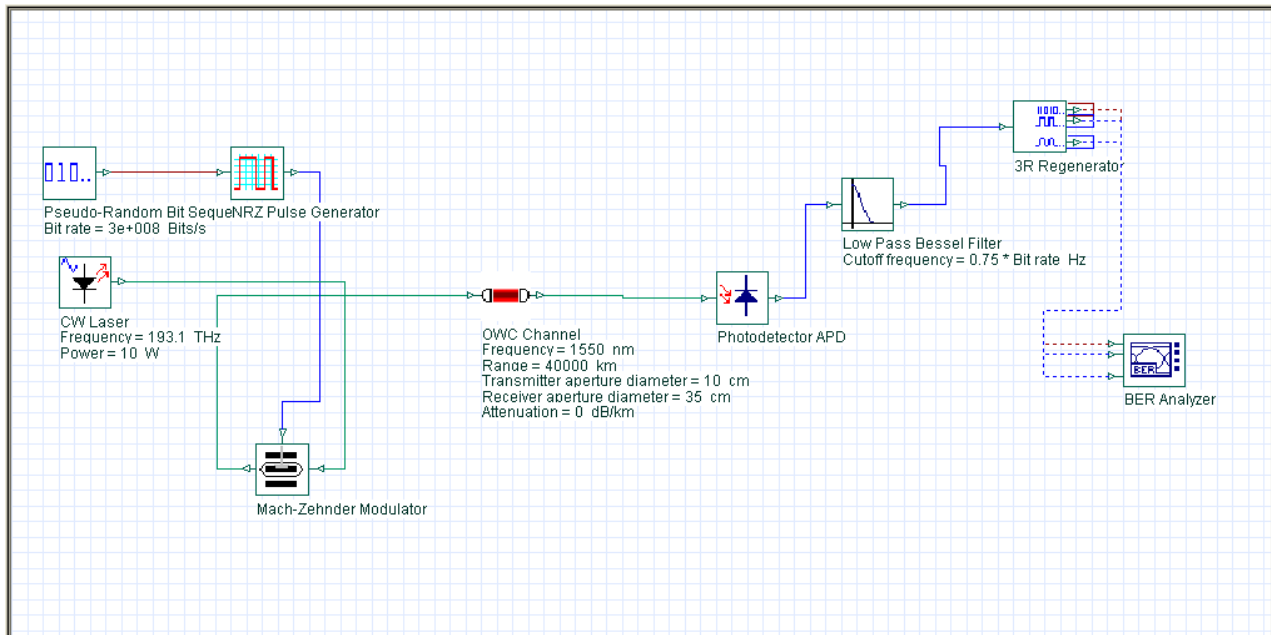 3R Regenerator
Pseudo-Random Bit Seque
NRZ Pulse Generator
Bit rate = 3e+008 Bits/s
Low Pass Bessel Filter
Cutoff frequency = 0.75 * Bit rate Hz
CW Laser
Frequency = 193.1 THz
Power = 10 W
OWC Channel
Frequency = 1550 nm
Range = 40000 km
Transmitter aperture diameter = 10 cm
Receiver aperture diameter = 35 cm
Attenuation = 0 dB/km
Photodetector APD
BER
BER Analyzer
Mach-Zehnder Modulator